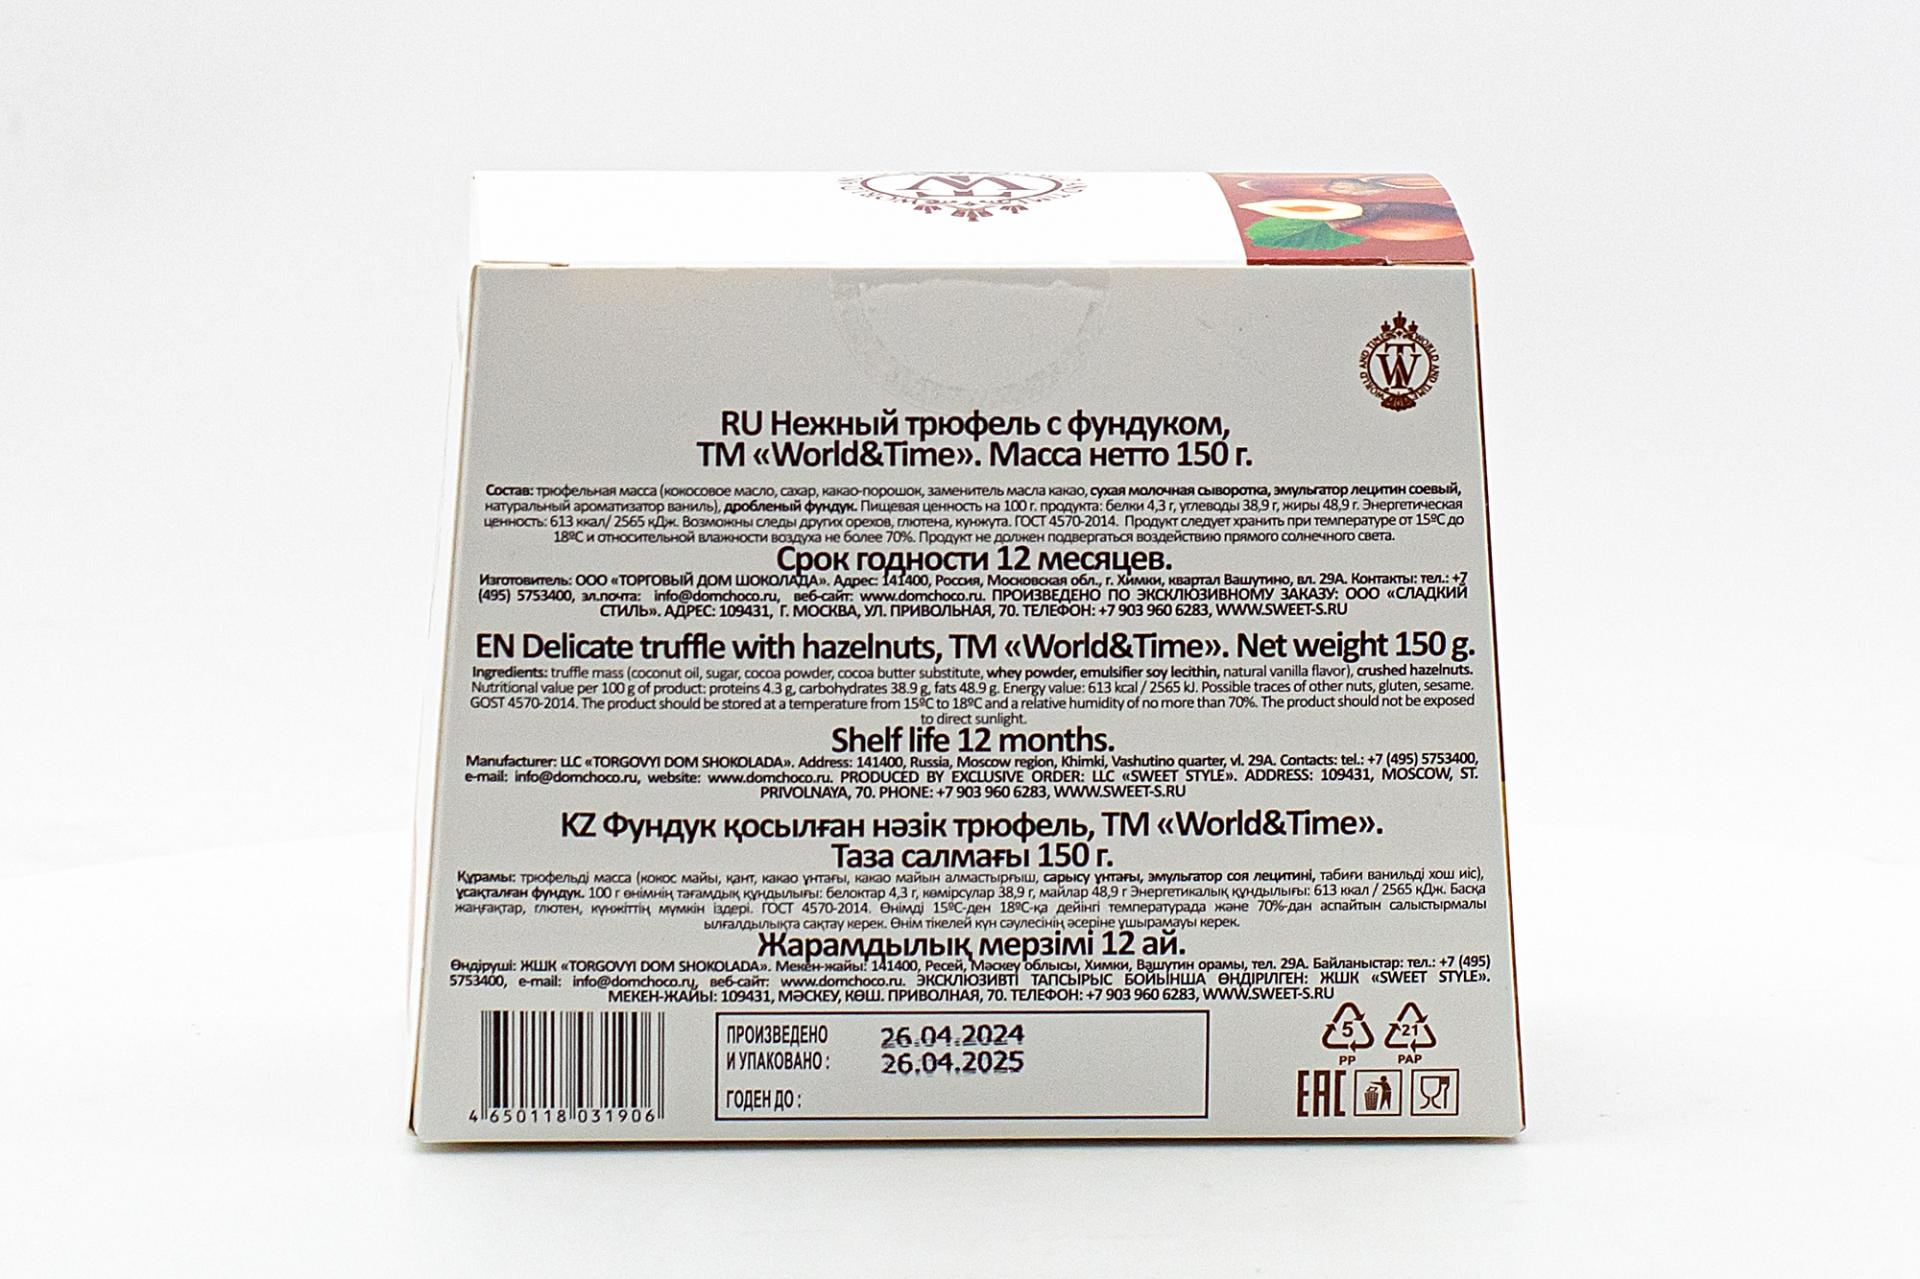 RU Нежный трюфель с фундуком,
ТМ «World&Time». Масса нетто 150 г.
Состав: трюфельная масса (кокосовое масло, сахар, какао-порошок, заменитель масла какао, сухая молочная сыворотка, эмульгатор лецитин соевый,
натуральный ароматизатор ваниль), дробленый фундук. Пищевая ценность на 100 г. продукта: белки 4,3 г, углеводы 38,9 г, жиры 48,9 г. Энергетическая
ценность: 613 ккал/ 2565 кДж. Возможны следы других орехов, глютена, кунжута. ГОСТ 4570-2014. Продукт следует хранить при температуре от 15ºС до
18ºС и относительной влажности воздуха не более 70%. Продукт не должен подвергаться воздействию прямого солнечного света.
Срок годности 12 месяцев.
Изготовитель: ООО «ТОРГОВЫЙ ДОМ ШОКОЛАДА». Адрес: 141400, Россия, Московская обл., г. Химки, квартал Вашутино, вл. 29А. Контакты: тел.: +7
(495) 5753400, эл.почта: info@domchoco.ru, веб-сайт: www.domchoco.ru. ПРОИЗВЕДЕНО ПО ЭКСКЛЮЗИВНОМУ ЗАКАЗУ: ООО «СЛАДКИЙ
СТИЛЬ». АДРЕС: 109431, Г. МОСКВА, УЛ. ПРИВОЛЬНАЯ, 70. ТЕЛЕФОН: +7 903 960 6283, WWW.SWEET-S.RU
EN Delicate truffle with hazelnuts, TM «World&Time». Net weight 150 g.
Ingredients: truffle mass (coconut oil, sugar, cocoa powder, cocoa butter substitute, whey powder, emulsifier soy lecithin, natural vanilla flavor), crushed hazelnuts.
Nutritional value per 100 g of product: proteins 4.3 g, carbohydrates 38.9 g, fats 48.9 g. Energy value: 613 kcal / 2565 kJ. Possible traces of other nuts, gluten, sesame.
GOST 4570-2014. The product should be stored at a temperature from 15ºC to 18ºC and a relative humidity of no more than 70%. The product should not be exposed
to direct sunlight.
Shelf life 12 months.
Manufacturer: LLC «TORGOVYI DOM SHOKOLADA». Address: 141400, Russia, Moscow region, Khimki, Vashutino quarter, vl. 29A. Contacts: tel.: +7 (495) 5753400,
e-mail: info@domchoco.ru, website: www.domchoco.ru. PRODUCED BY EXCLUSIVE ORDER: LLC «SWEET STYLE». ADDRESS: 109431, MOSCOW, ST.
PRIVOLNAYA, 70. PHONE: +7 903 960 6283, WWW.SWEET-S.RU
KZ Фундук қосылған нәзік трюфель, ТМ «World&Time».
Таза салмағы 150 г.
Құрамы: трюфельді масса (кокос майы, қант, какао ұнтағы, какао майын алмастырғыш, сарысу ұнтағы, эмульгатор соя лецитині, табиғи ванильді хош иіс),
ұсақталған фундук. 100 г өнімнің тағамдық құндылығы: белоктар 4,3 г, көмірсулар 38,9 г, майлар 48,9 г Энергетикалық құндылығы: 613 ккал / 2565 кДж. Басқа
жаңғақтар, глютен, күнжіттің мүмкін іздері. ГОСТ 4570-2014. Өнімді 15ºС-ден 18ºС-қа дейінгі температурада және 70%-дан аспайтын салыстырмалы
ылғалдылықта сақтау керек. Өнім тікелей күн сәулесінің әсеріне ұшырамауы керек.
Жарамдылық мерзімі 12 ай.
Өндіруші: ЖШК «TORGOVYI DOM SHOKOLADA». Мекен-жайы: 141400, Ресей, Мәскеу облысы, Химки, Вашутин орамы, тел. 29А. Байланыстар: тел.: +7 (495)
5753400, e-mail: info@domchoco.ru, веб-сайт: www.domchoco.ru. ЭКСКЛЮЗИВТІ ТАПСЫРЫС БОЙЫНША ӨНДІРІЛГЕН: ЖШК «SWEET STYLE».
МЕКЕН-ЖАЙЫ: 109431, МӘСКЕУ, КӨШ. ПРИВОЛНАЯ, 70. ТЕЛЕФОН: +7 903 960 6283, WWW.SWEET-S.RU
WORLD AND TIME WORLD AND TIME
TW
ПРОИЗВЕДЕНО 26.04.2024
И УПАКОВАНО: 26.04.2025
ГОДЕН ДО:
4 650118 031906
5 21
PP PAP
EAC